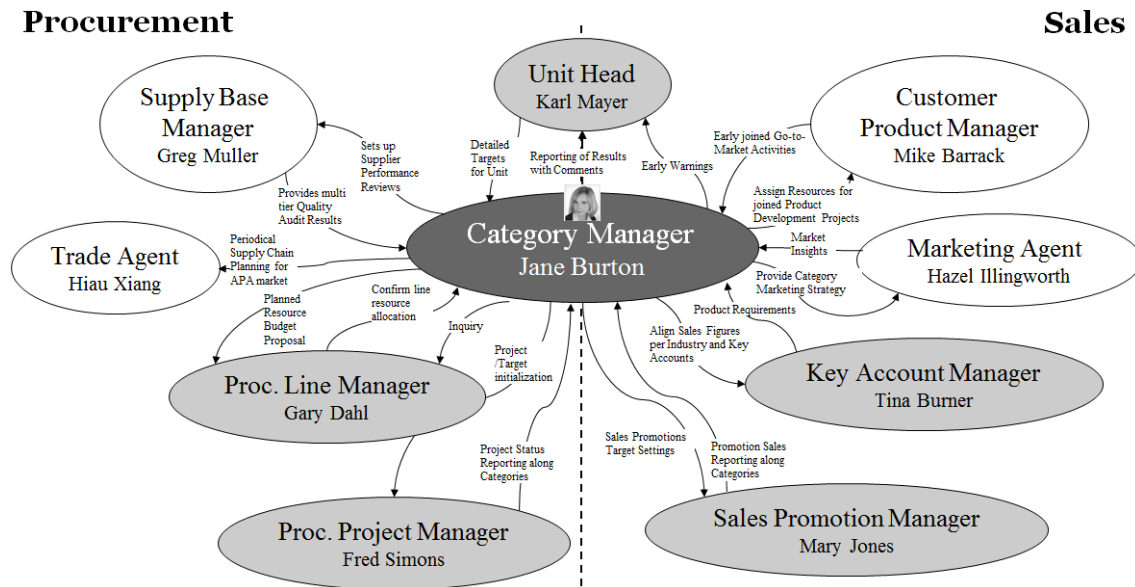 Procurement
Sales
Unit Head
Karl Mayer
Supply Base
Manager
Greg Muller
Customer
Product Manager
Mike Barrack
Sets up
Supplier
Performance
Reviews
Detailed
Targets
for Unit
Reporting of Results
with Comments
Early Warnings
Early joined Go-to-
Market Activities
Provides multi
tier Quality
Audit Results
Assign Resources for
joined Product
Development Projects
Category Manager
Jane Burton
Trade Agent
Hiau Xiang
Periodical
Supply Chain
Planning for
APA market
Market
Insights
Marketing Agent
Hazel Illingworth
Provide Category
Marketing Strategy
Planned
Resource
Budget
Proposal
Confirm line
resource
allocation
Inquiry
Project
/Target
initialization
Product Requirements
Align Sales Figures
per Industry and Key
Accounts
Proc. Line Manager
Gary Dahl
Key Account Manager
Tina Burner
Project Status
Reporting along
Categories
Sales Promotions
Target Settings
Promotion Sales
Reporting along
Categories
Proc. Project Manager
Fred Simons
Sales Promotion Manager
Mary Jones